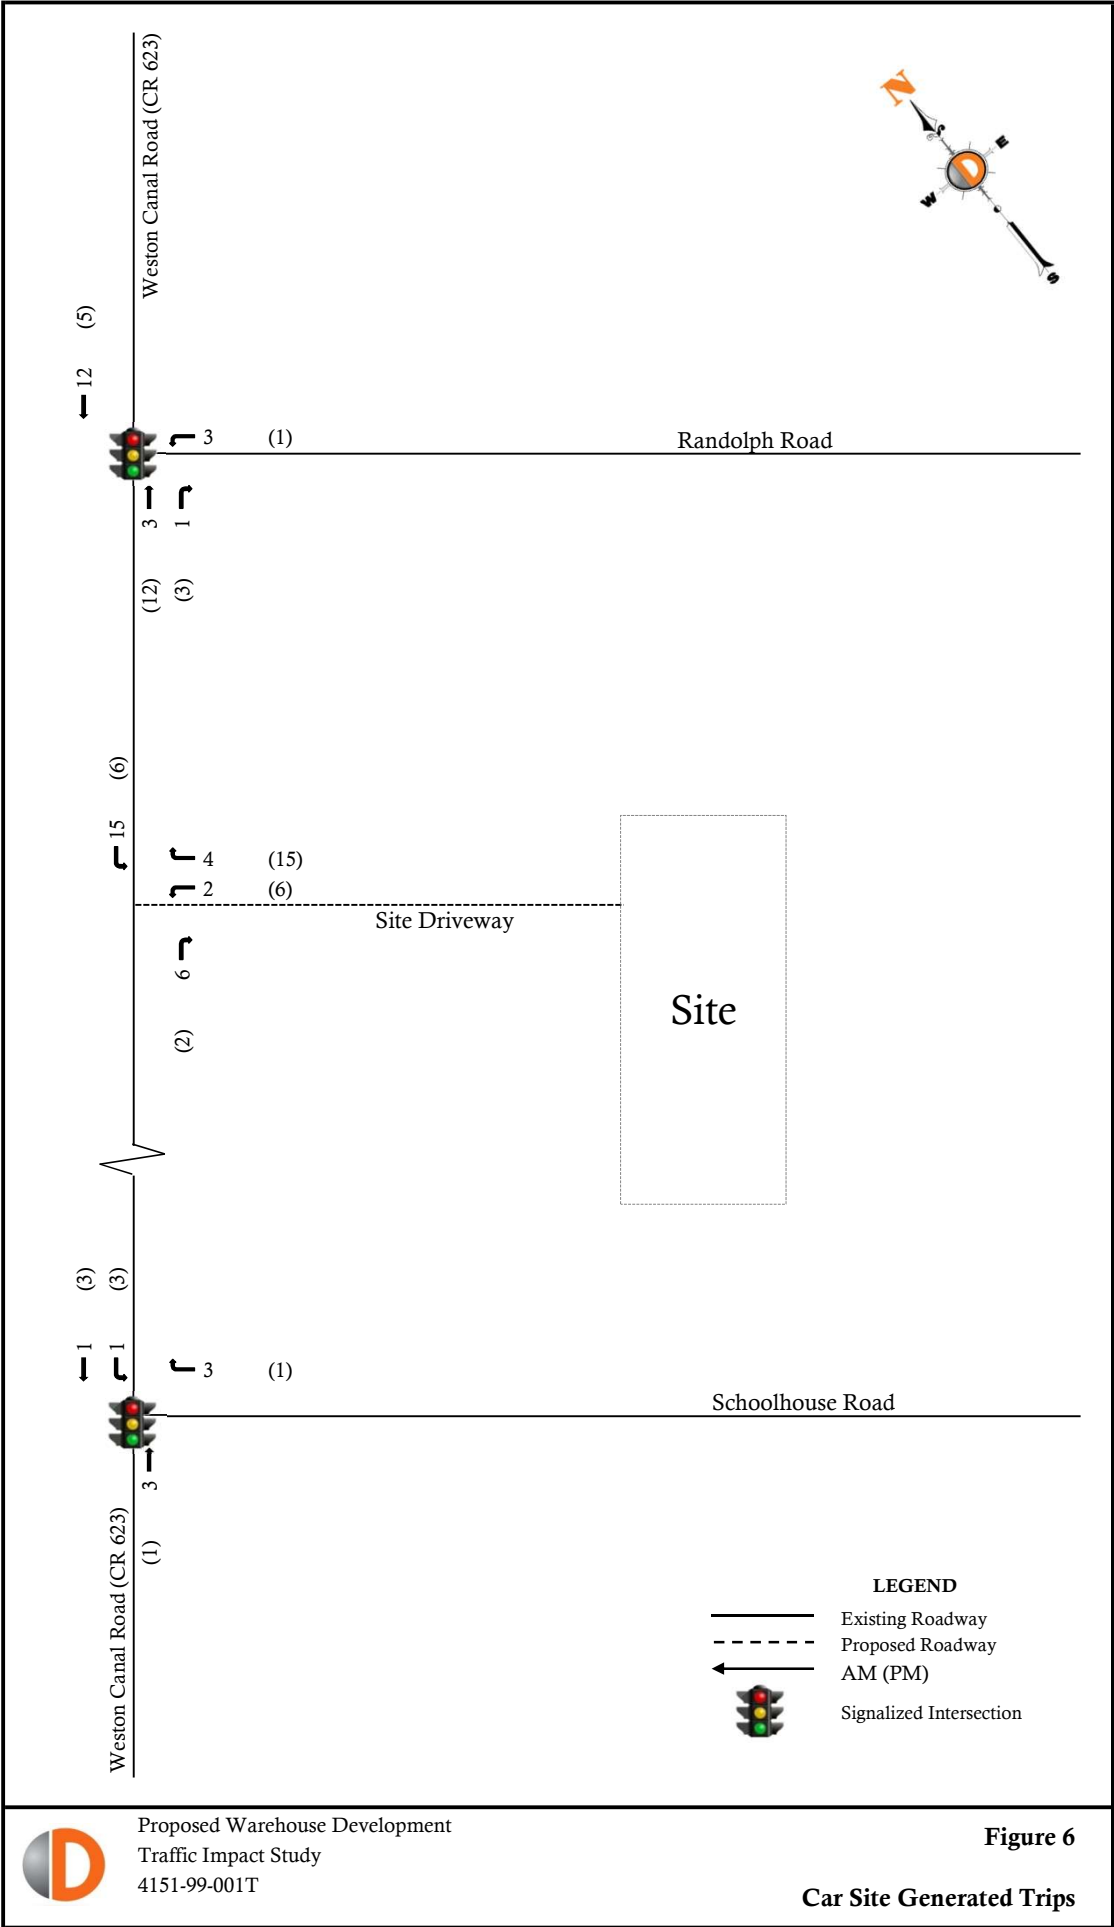 Weston Canal Road (CR 623)
N
E
W
S
D
(5)
12
3 (1)
Randolph Road
3 1
(12) (3)
(6)
15
4 (15)
2 (6)
Site Driveway
6
Site
(2)
(3) (3)
1 1
3 (1)
Schoolhouse Road
3
(1)
Weston Canal Road (CR 623)
LEGEND
Existing Roadway
Proposed Roadway
AM (PM)
Signalized Intersection
D
Proposed Warehouse Development
Traffic Impact Study
4151-99-001T
Figure 6
Car Site Generated Trips